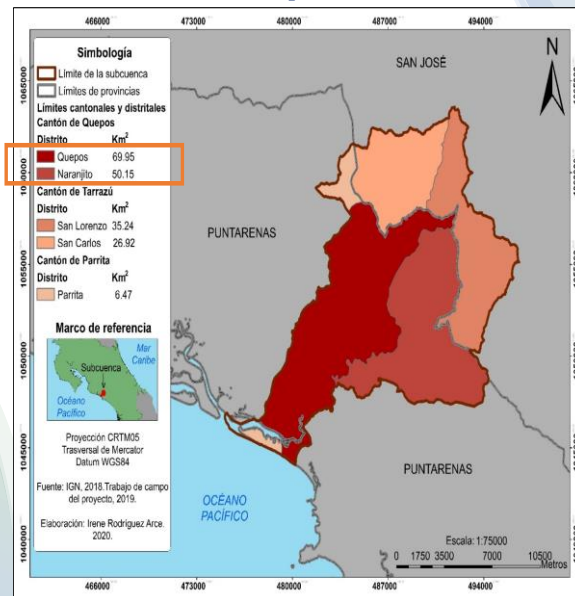 466000 473000 480000 487000 494000
Simbología
Límite de la subcuenca
Límites de provincias
Límites cantonales y distritales
Cantón de Quepos
Distrito Km²
Quepos 69.95
Naranjito 50.15
Cantón de Tarrazú
Distrito Km²
San Lorenzo 35.24
San Carlos 26.92
Cantón de Parrita
Distrito Km²
Parrita 6.47
Marco de referencia
Mar Caribe
Subcuenca
Océano Pacífico
Proyección CRTM05
Trasversal de Mercator
Datum WGS84
Fuente: IGN, 2018.Trabajo de campo
del proyecto, 2019.
Elaboración: Irene Rodríguez Arce.
2020.
N
SAN JOSÉ
PUNTARENAS
PUNTARENAS
OCÉANO
PACÍFICO
Escala: 1:75000
0 1750 3500 7000 10500
Metros
1065000
1055000
1050000
1045000
1040000
1065000
1060000
1055000
1050000
1045000
1040000
466000 473000 480000 487000 494000